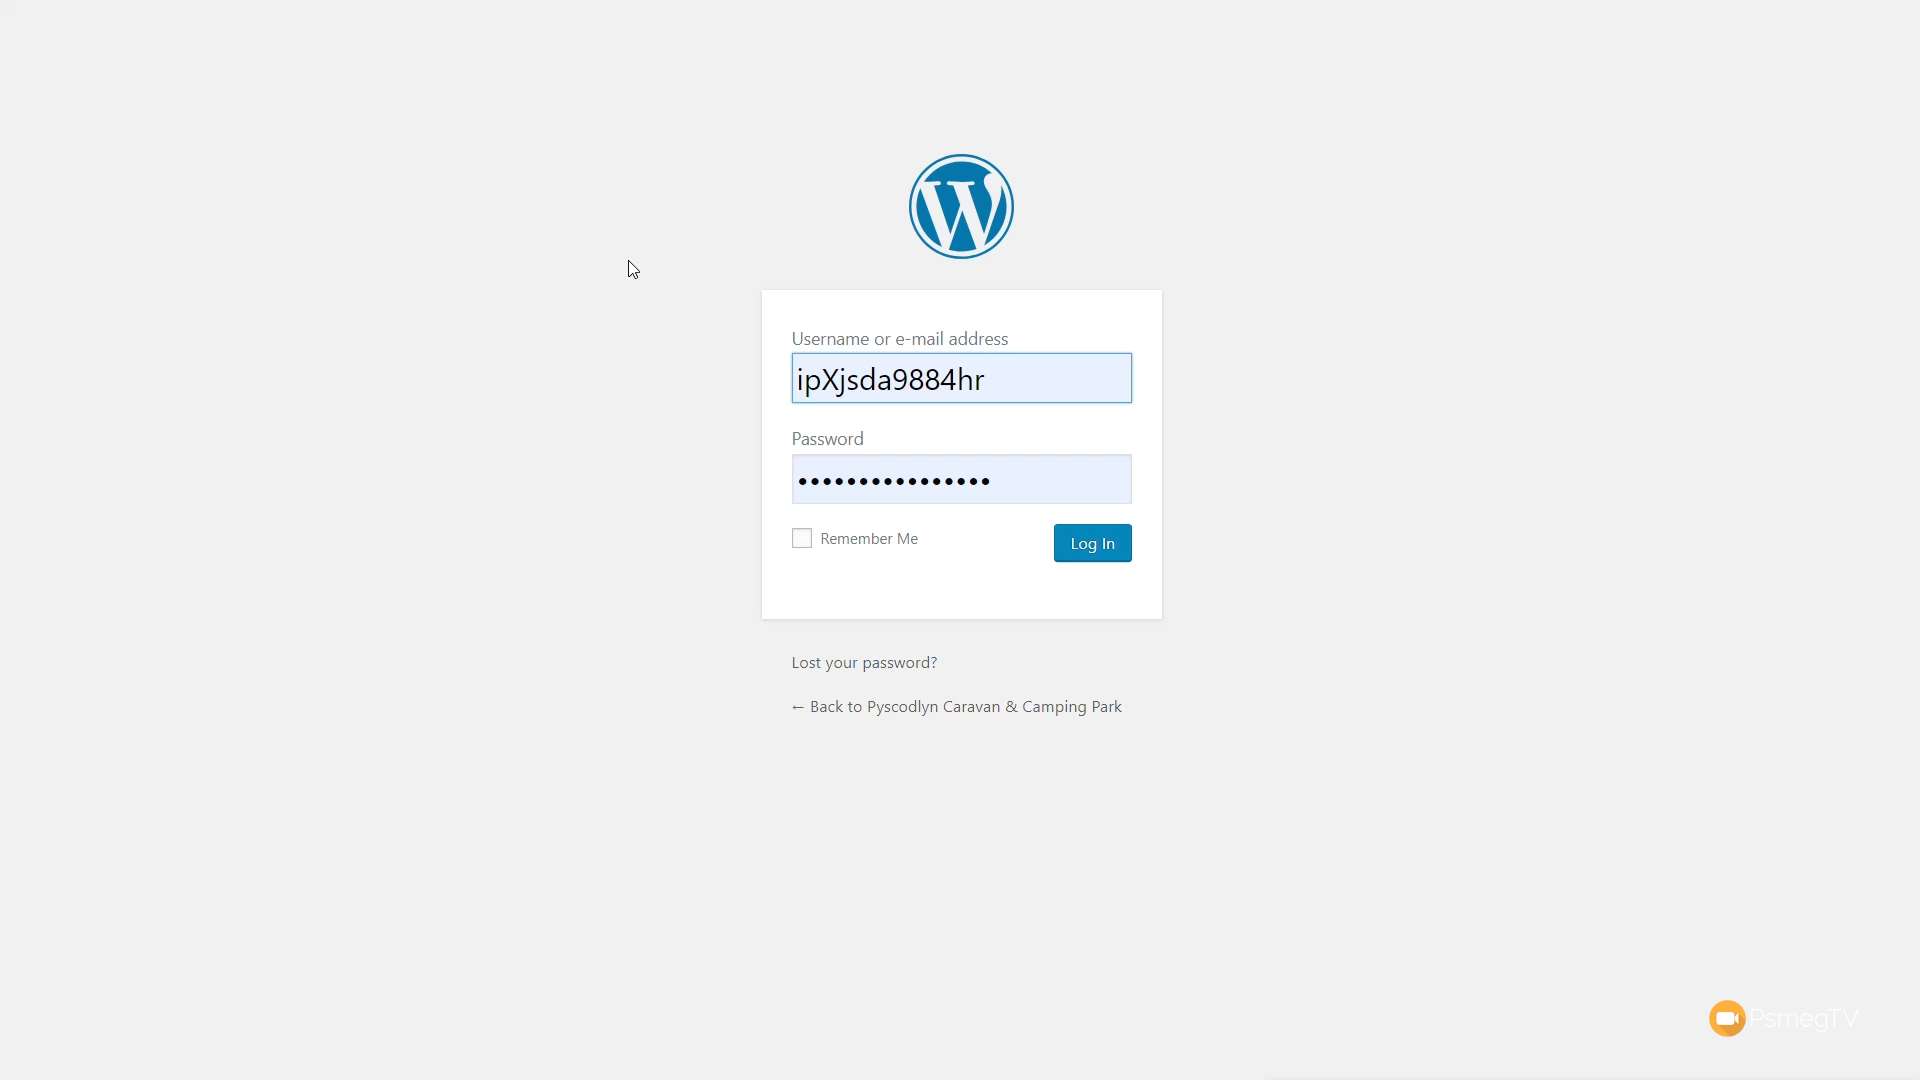 Username or e-mail address
ipXjsda9884hr
Password
••••••••••••••••
Remember Me
Log In
Lost your password?
← Back to Pyscodlyn Caravan & Camping Park
PsmegTV